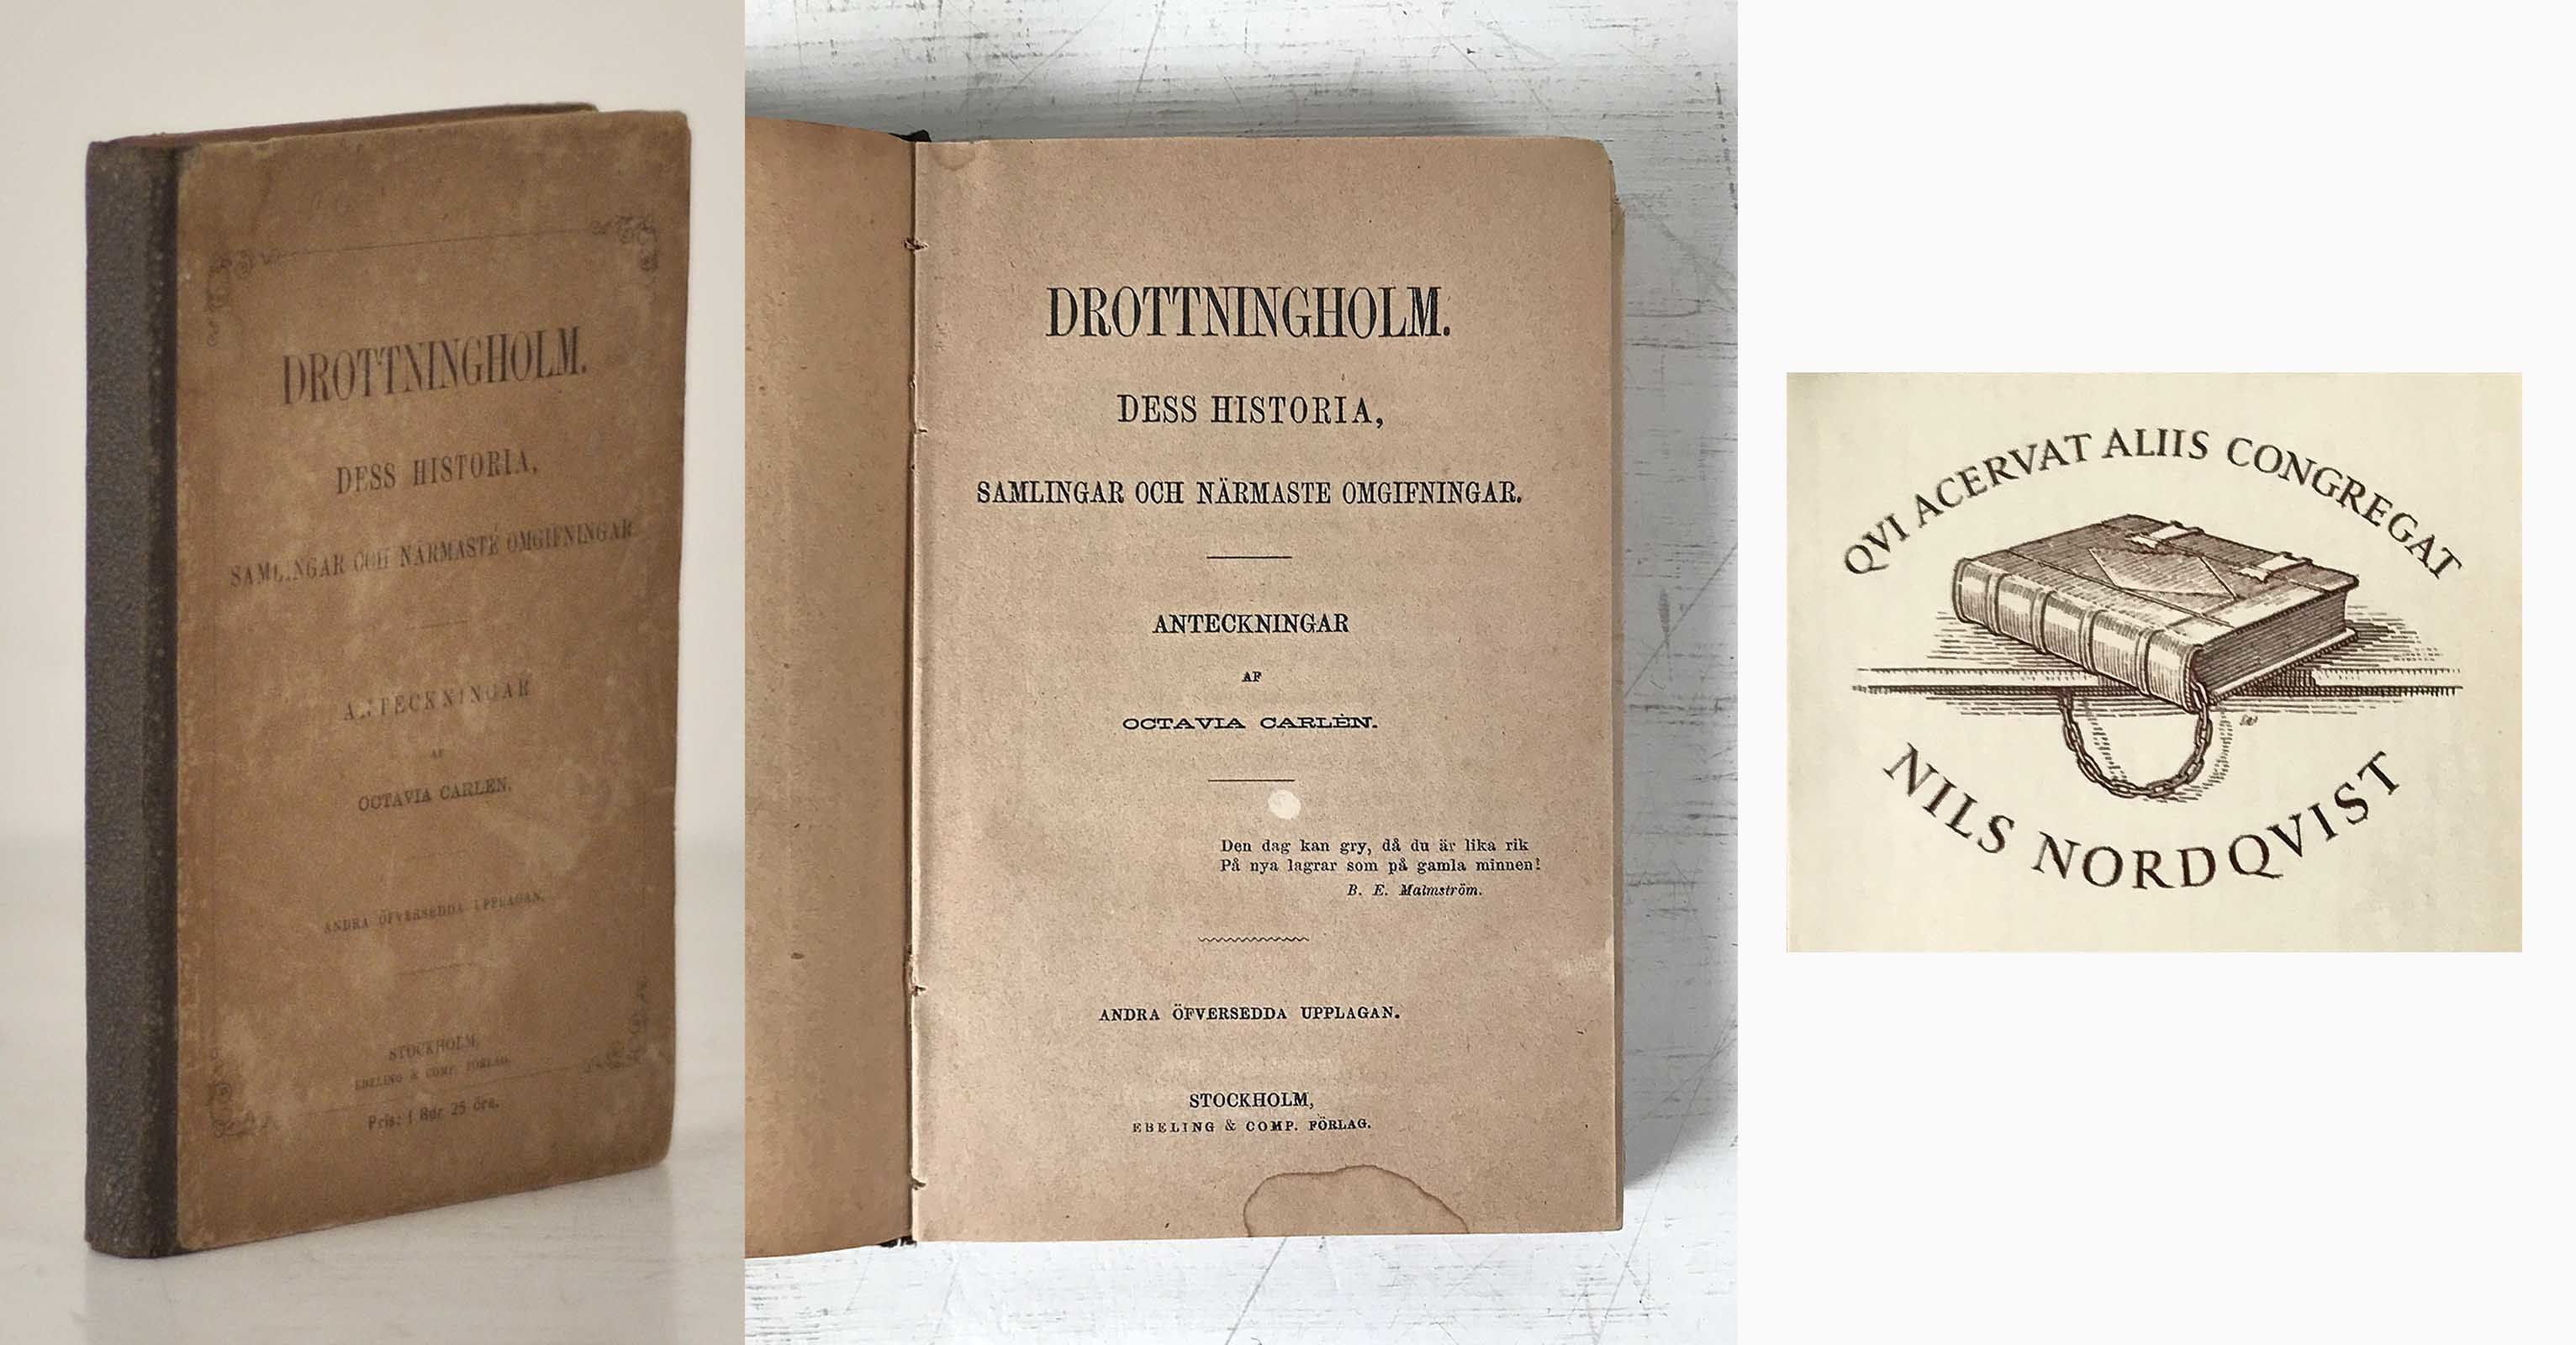 DROTTNINGHOLM.
DESS HISTORIA,
SAMLINGAR OCH NÄRMASTE OMGIFNINGAR.
ANTECKNINGAR
AF
OCTAVIA CARLÉN.
ANDRA ÖFVERSEDDA UPPLAGAN.
STOCKHOLM,
EBELING & COMP. FÖRLAG.
Pris: 1 Rdr 25 öre.
DROTTNINGHOLM.
DESS HISTORIA,
SAMLINGAR OCH NÄRMASTE OMGIFNINGAR.
ANTECKNINGAR
AF
OCTAVIA CARLÉN.
Den dag kan gry, då du är lika rik
På nya lagrar som på gamla minnen!
B. E. Malmström.
ANDRA ÖFVERSEDDA UPPLAGAN.
STOCKHOLM,
EBELING & COMP. FÖRLAG.
QVI ACERVAT ALIIS CONGREGAT
NILS NORDQVIST